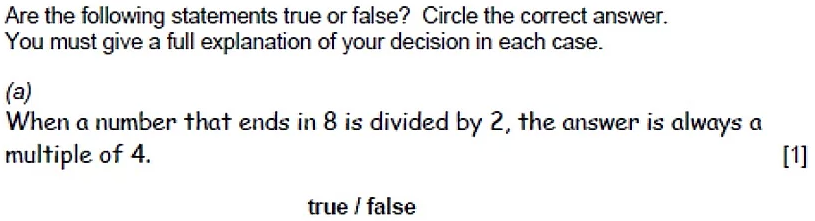 Are the following statements true or false?  Circle the correct answer.
You must give a full explanation of your decision in each case.
(a)
When a number that ends in 8 is divided by 2, the answer is always a
multiple of 4. [1]
true / false